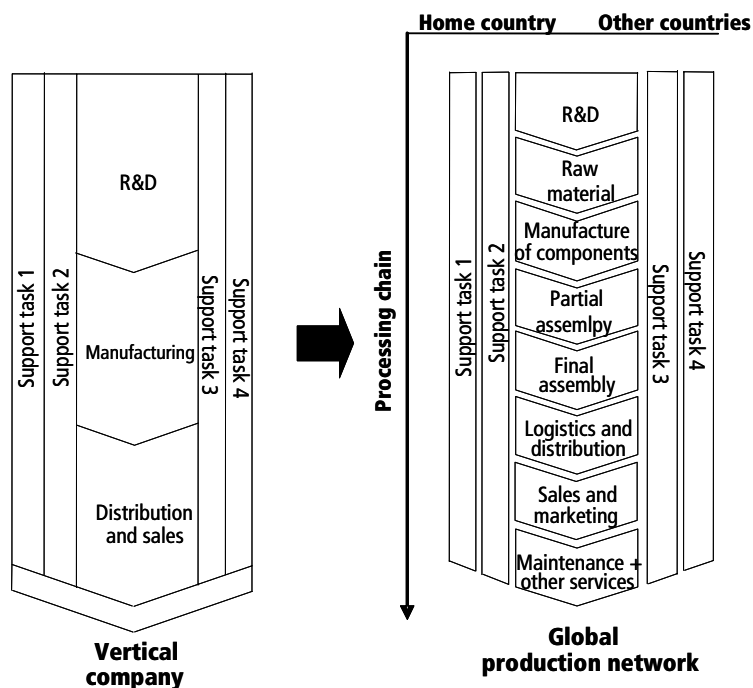 Home country
Other countries
R&D
Manufacturing
Distribution
and sales
Support task 1
Support task 2
Support task 3
Support task 4
Vertical
company
Processing chain
R&D
Raw
material
Manufacture
of components
Partial
assemlpy
Final
assembly
Logistics and
distribution
Sales and
marketing
Maintenance +
other services
Support task 1
Support task 2
Support task 3
Support task 4
Global
production network